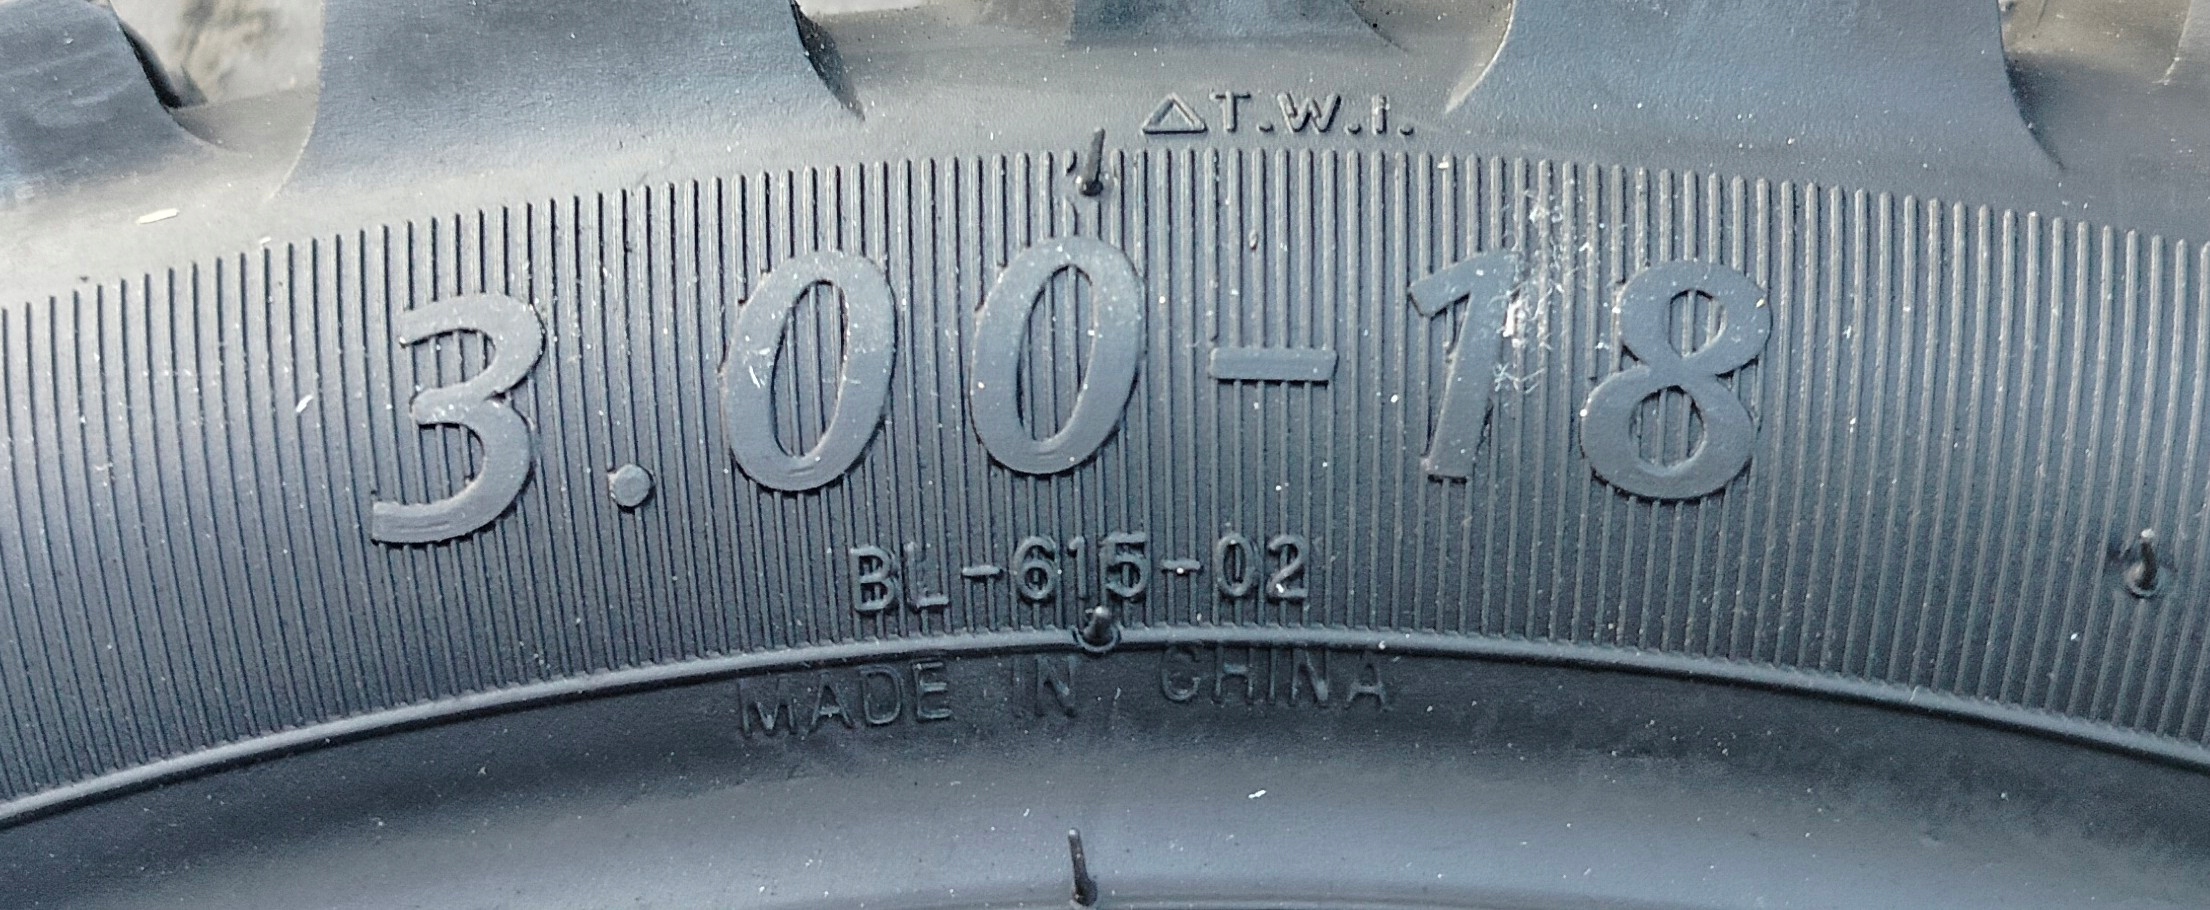 △T.W.I.
3.00-18
BL-615-02
MADE IN CHINA